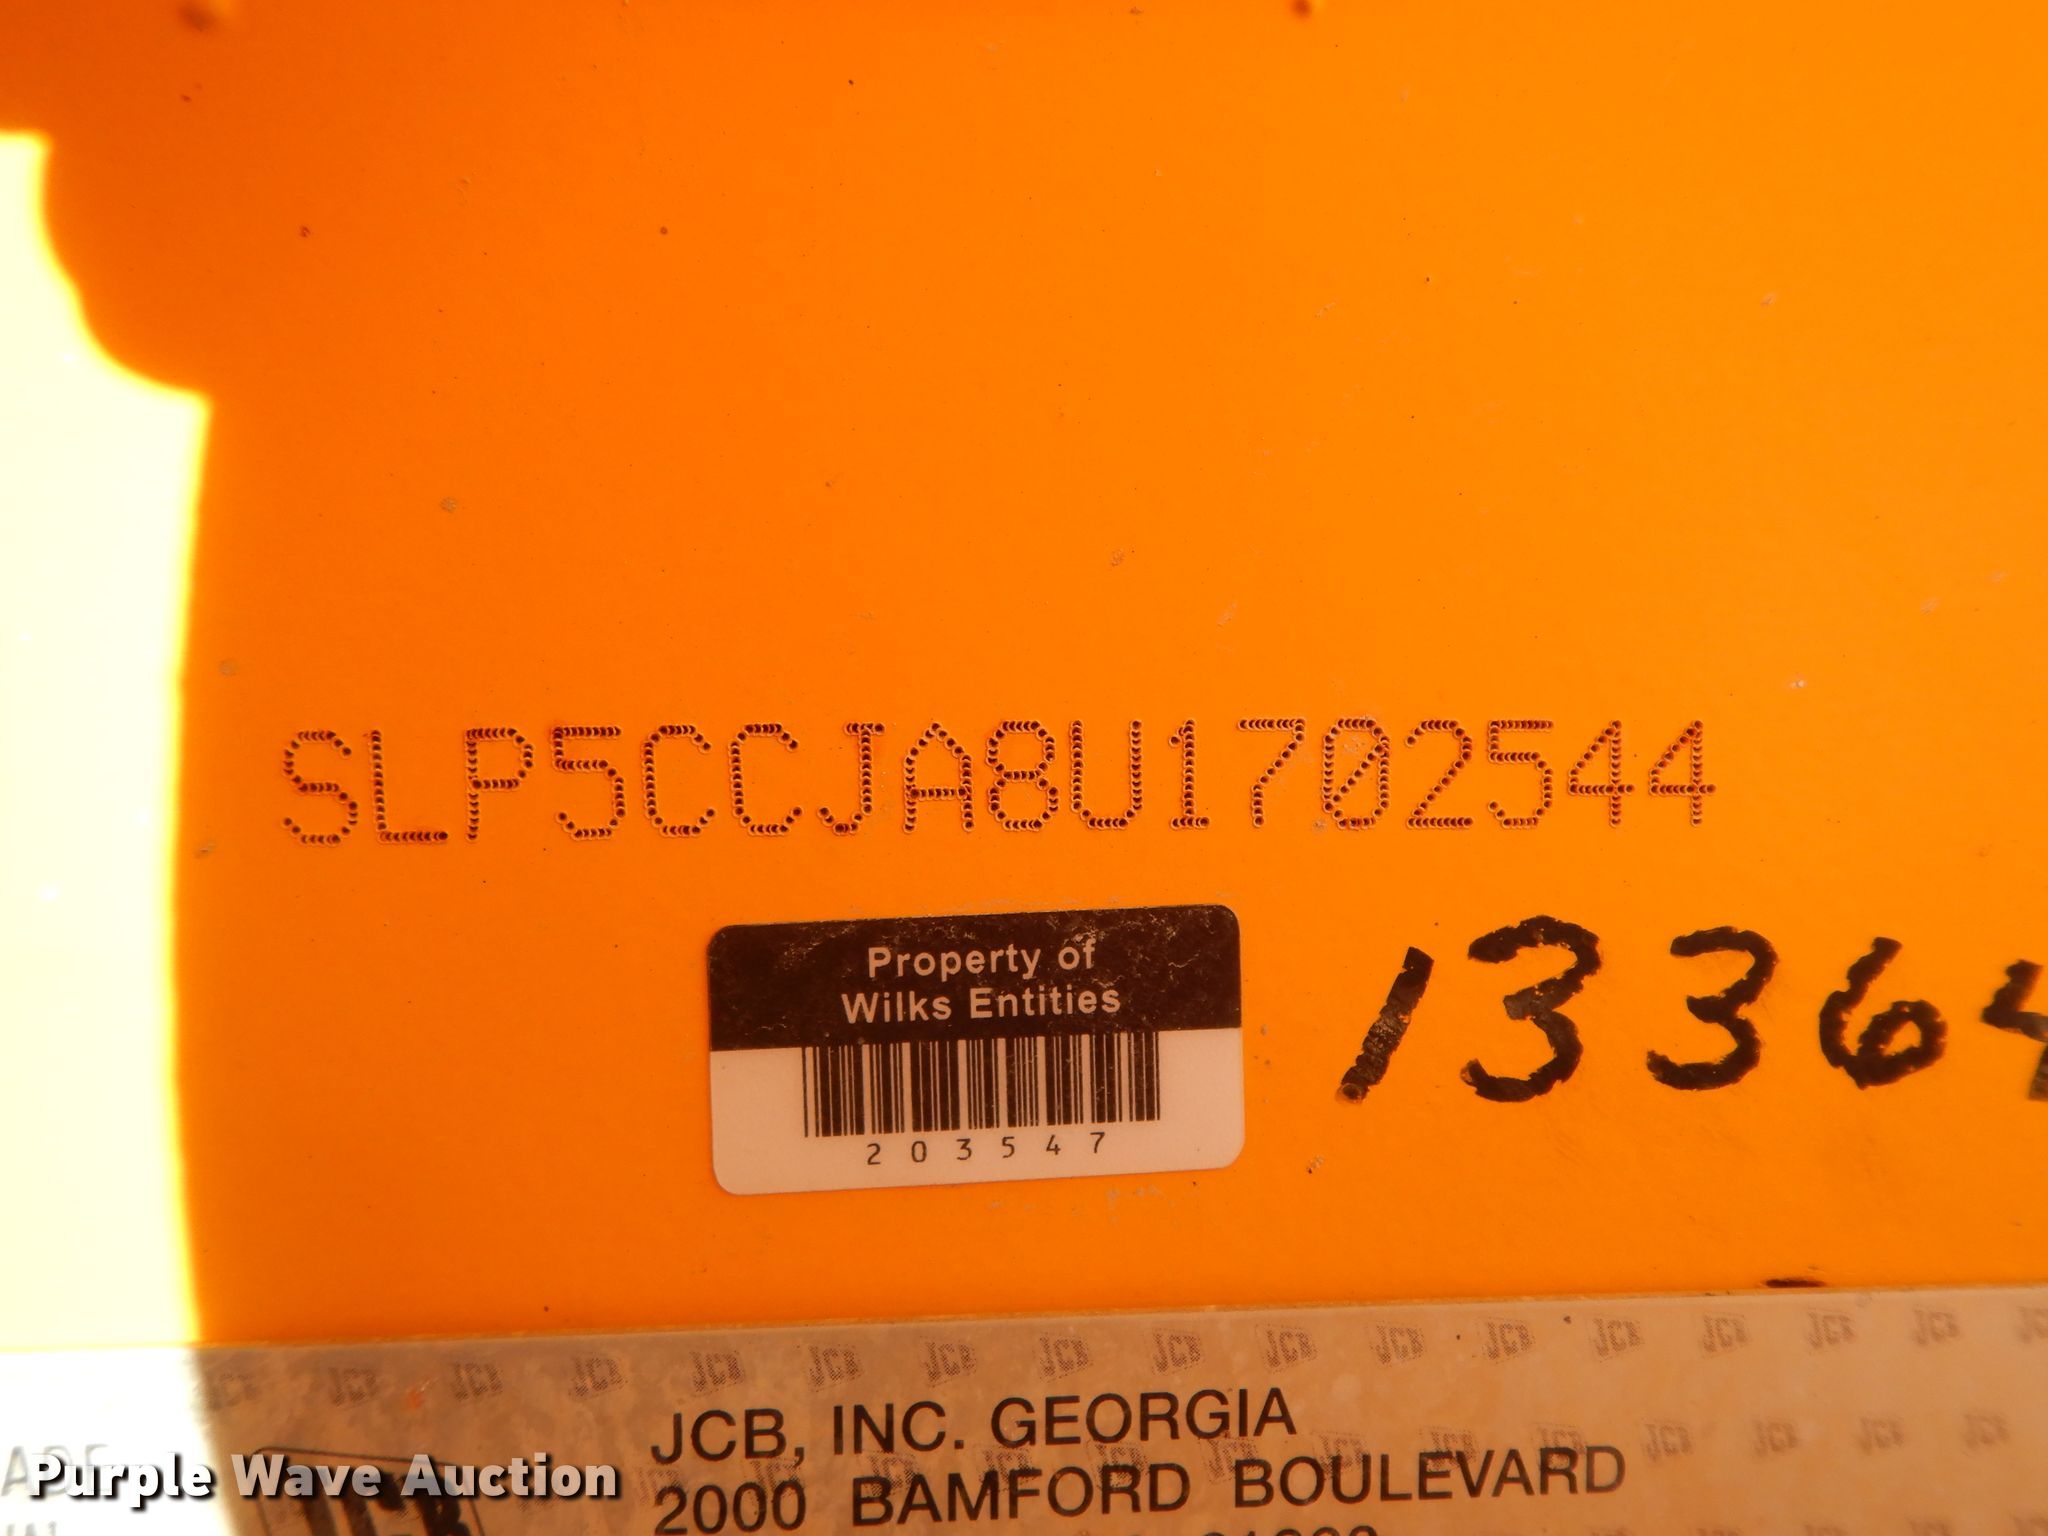 SLP5CCJA8U1702544
Property of
Wilks Entities
203547
1336
JCB, INC. GEORGIA
2000 BAMFORD BOULEVARD
Purple Wave Auction